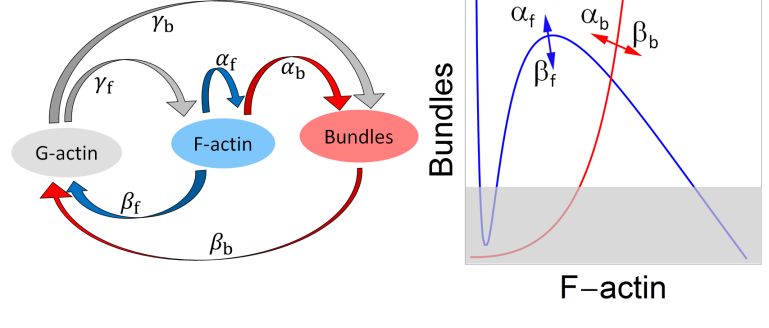 γb
γf
αf
αb
G-actin
F-actin
Bundles
βf
βb
Bundles
αf
βf
αb
βb
F−actin